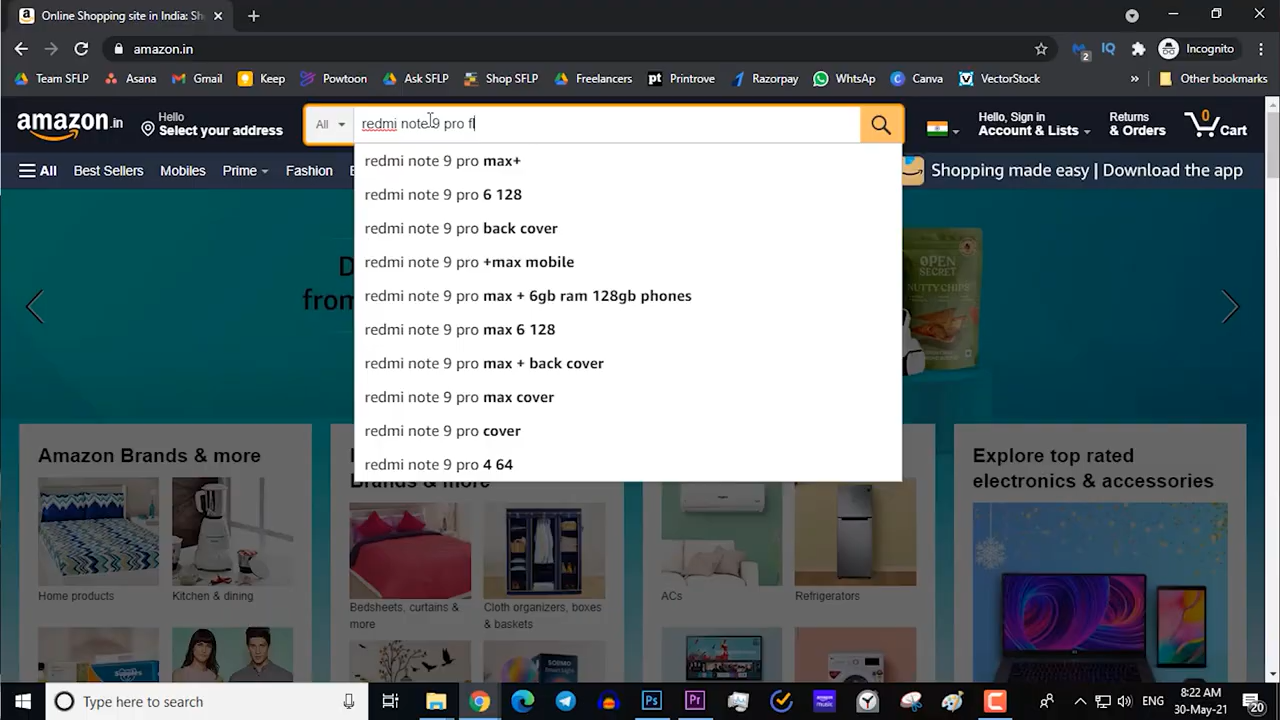 Online Shopping site in India: Sh
amazon.in
Incognito
Team SFLP
Asana
Gmail
Keep
Powtoon
Ask SFLP
Shop SFLP
Freelancers
pt Printrove
Razorpay
WhtsAp
Canva
VectorStock
Other bookmarks
amazon.in
Hello
Select your address
All
redmi note 9 pro fl
Hello, Sign in
Account & Lists
Returns
& Orders
0
Cart
All
Best Sellers
Mobiles
Prime
Fashion
Shopping made easy | Download the app
redmi note 9 pro max+
redmi note 9 pro 6 128
redmi note 9 pro back cover
redmi note 9 pro +max mobile
redmi note 9 pro max + 6gb ram 128gb phones
redmi note 9 pro max 6 128
redmi note 9 pro max + back cover
redmi note 9 pro max cover
redmi note 9 pro cover
redmi note 9 pro 4 64
from
OPEN
SECRET
NUTTY CHIPS
Amazon Brands & more
Home products
Kitchen & dining
Brands & more
Bedsheets, curtains &
more
Cloth organizers, boxes
& baskets
ACs
Refrigerators
Explore top rated
electronics & accessories
Type here to search
Ps
Pr
ENG
8:22 AM
30-May-21
20